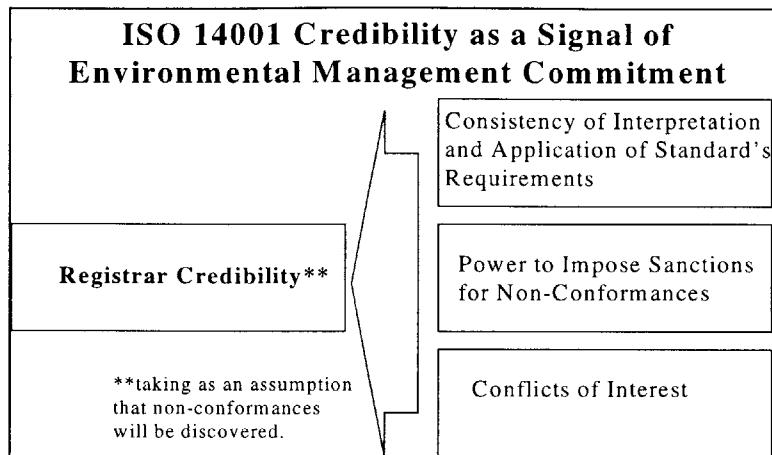 ISO 14001 Credibility as a Signal of
Environmental Management Commitment
Consistency of Interpretation
and Application of Standard's
Requirements
Registrar Credibility**
Power to Impose Sanctions
for Non-Conformances
**taking as an assumption
that non-conformances
will be discovered.
Conflicts of Interest